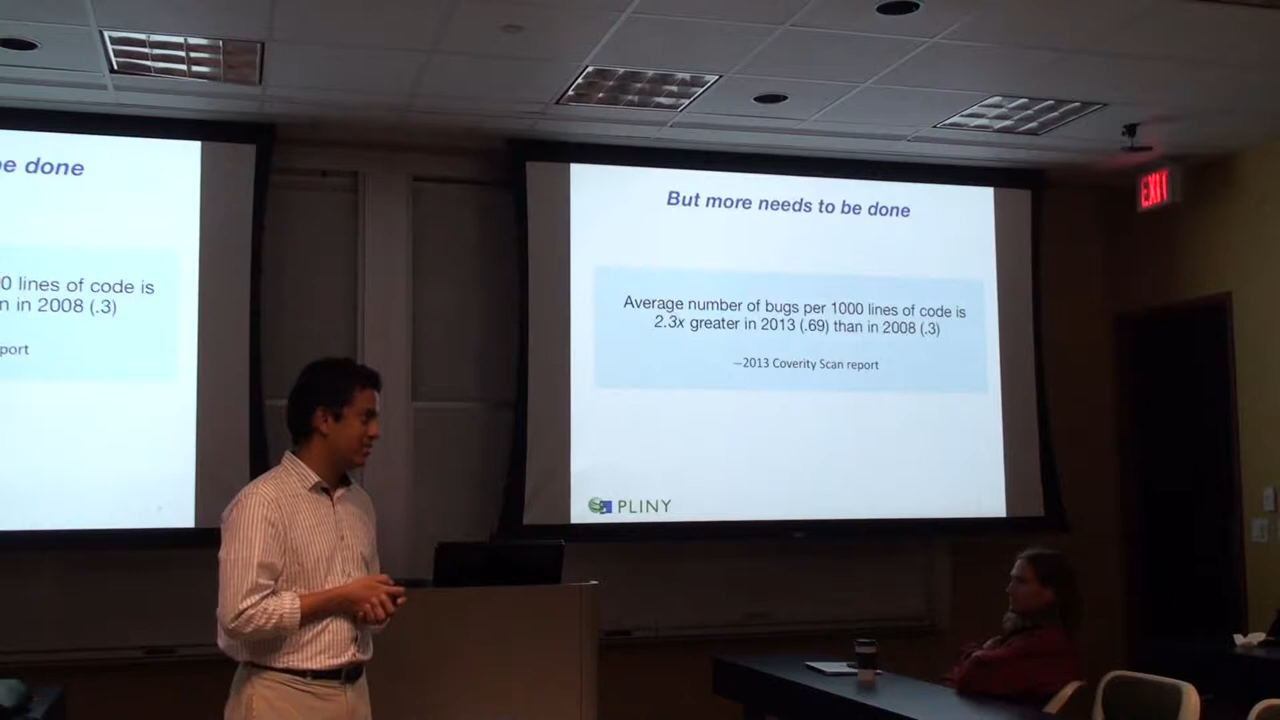 e done
0 lines of code is
n in 2008 (.3)
port
But more needs to be done
Average number of bugs per 1000 lines of code is
2.3x greater in 2013 (.69) than in 2008 (.3)
–2013 Coverity Scan report
PLINY
EXIT